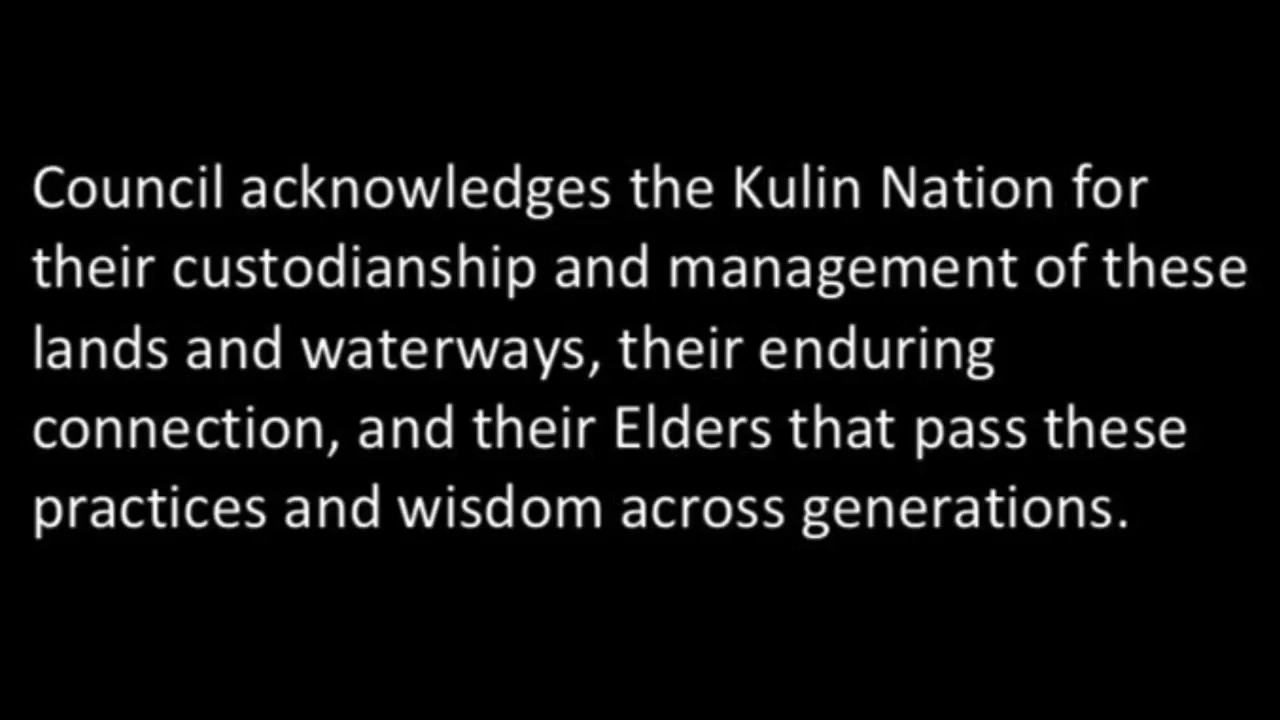 Council acknowledges the Kulin Nation for
their custodianship and management of these
lands and waterways, their enduring
connection, and their Elders that pass these
practices and wisdom across generations.